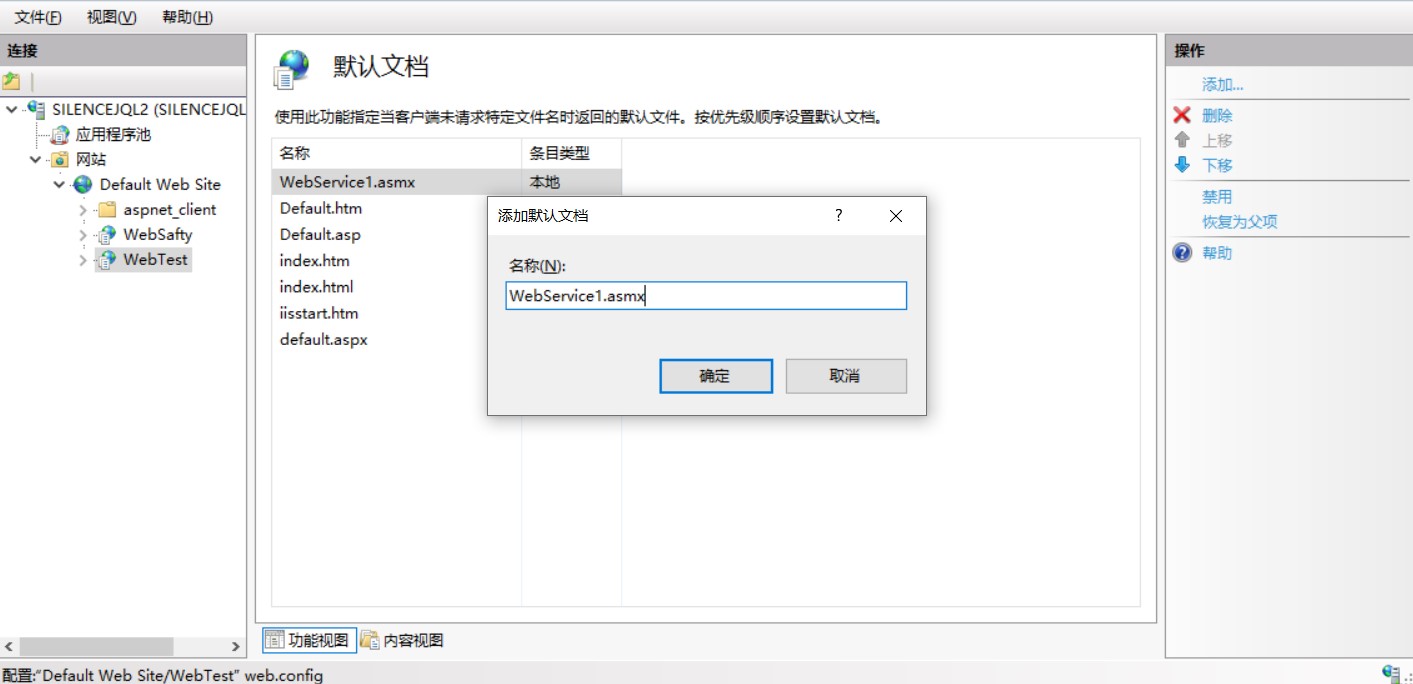 文件(F) 视图(V) 帮助(H)
连接
SILENCEJQL2 (SILENCEJQL
应用程序池
网站
Default Web Site
aspnet_client
WebSafty
WebTest
默认文档
使用此功能指定当客户端未请求特定文件名时返回的默认文件。按优先级顺序设置默认文档。
名称 条目类型
WebService1.asmx 本地
Default.htm
Default.asp
index.htm
index.html
iisstart.htm
default.aspx
添加默认文档 ?
名称(N):
WebService1.asmx
确定 取消
功能视图 内容视图
操作
添加...
删除
上移
下移
禁用
恢复为父项
帮助
配置:"Default Web Site/WebTest" web.config